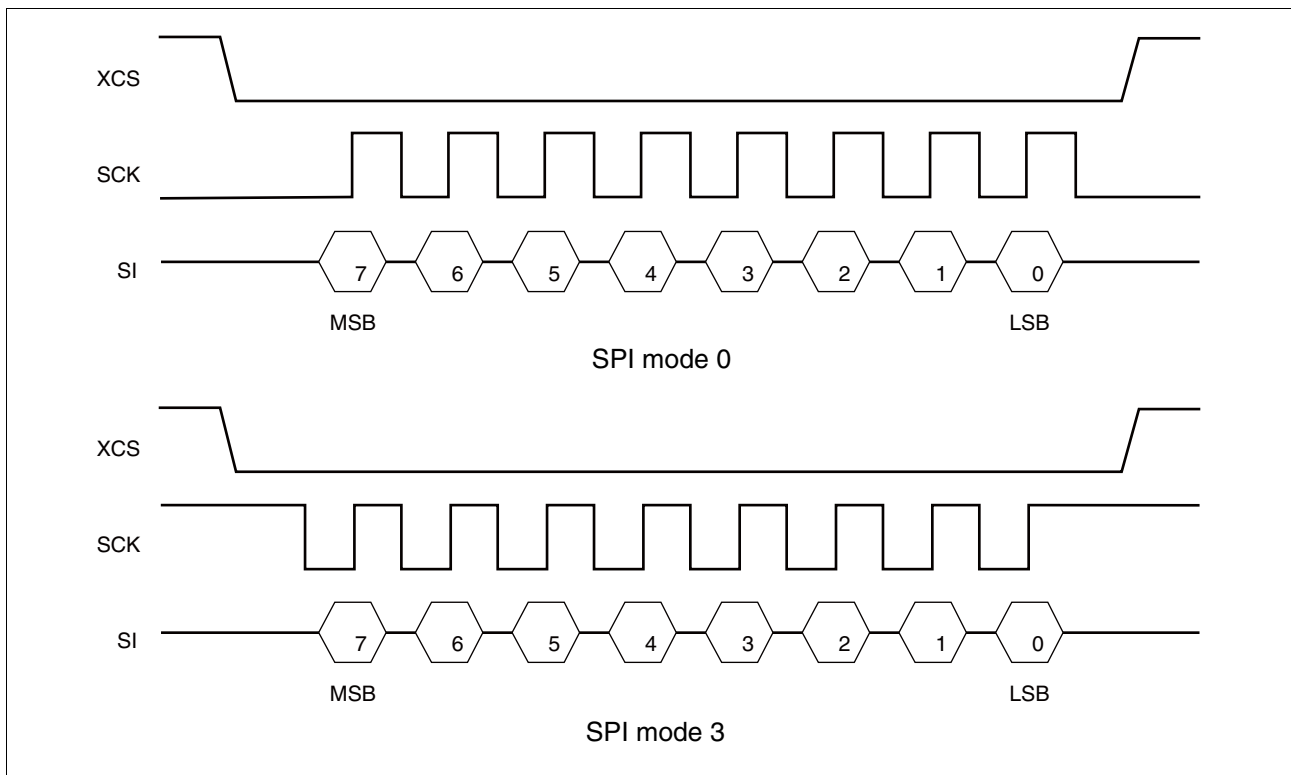 XCS
SCK
SI
7 6 5 4 3 2 1 0
MSB LSB
SPI mode 0
XCS
SCK
SI
7 6 5 4 3 2 1 0
MSB LSB
SPI mode 3